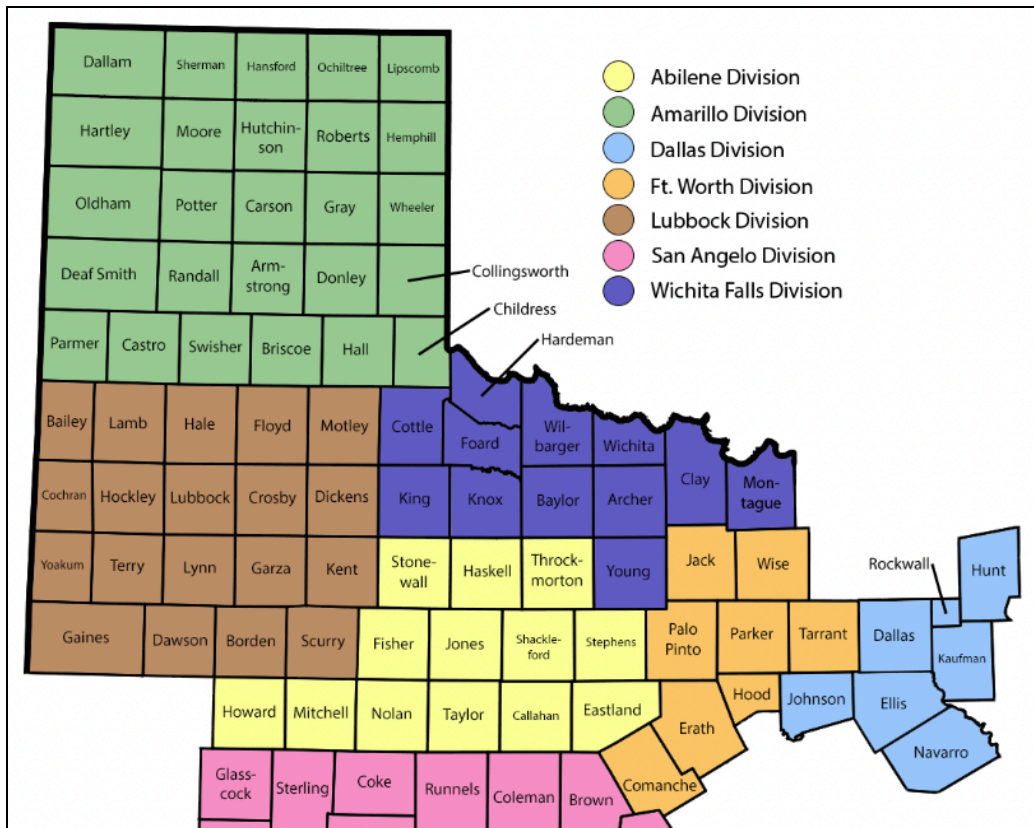 Dallam
Sherman
Hansford
Ochiltree
Lipscomb
Abilene Division
Amarillo Division
Dallas Division
Ft. Worth Division
Lubbock Division
San Angelo Division
Wichita Falls Division
Hartley
Moore
Hutchin-
son
Roberts
Hemphill
Oldham
Potter
Carson
Gray
Wheeler
Deaf Smith
Randall
Arm-
strong
Donley
Collingsworth
Childress
Hardeman
Parmer
Castro
Swisher
Briscoe
Hall
Bailey
Lamb
Hale
Floyd
Motley
Cottle
Foard
Wil-
barger
Wichita
Clay
Mon-
tague
Cochran
Hockley
Lubbock
Crosby
Dickens
King
Knox
Baylor
Archer
Yoakum
Terry
Lynn
Garza
Kent
Stone-
wall
Haskell
Throck-
morton
Young
Jack
Wise
Rockwall
Hunt
Gaines
Dawson
Borden
Scurry
Fisher
Jones
Shackle-
ford
Stephens
Palo
Pinto
Parker
Tarrant
Dallas
Kaufman
Howard
Mitchell
Nolan
Taylor
Callahan
Eastland
Erath
Hood
Johnson
Ellis
Navarro
Glass-
cock
Sterling
Coke
Runnels
Coleman
Brown
Comanche